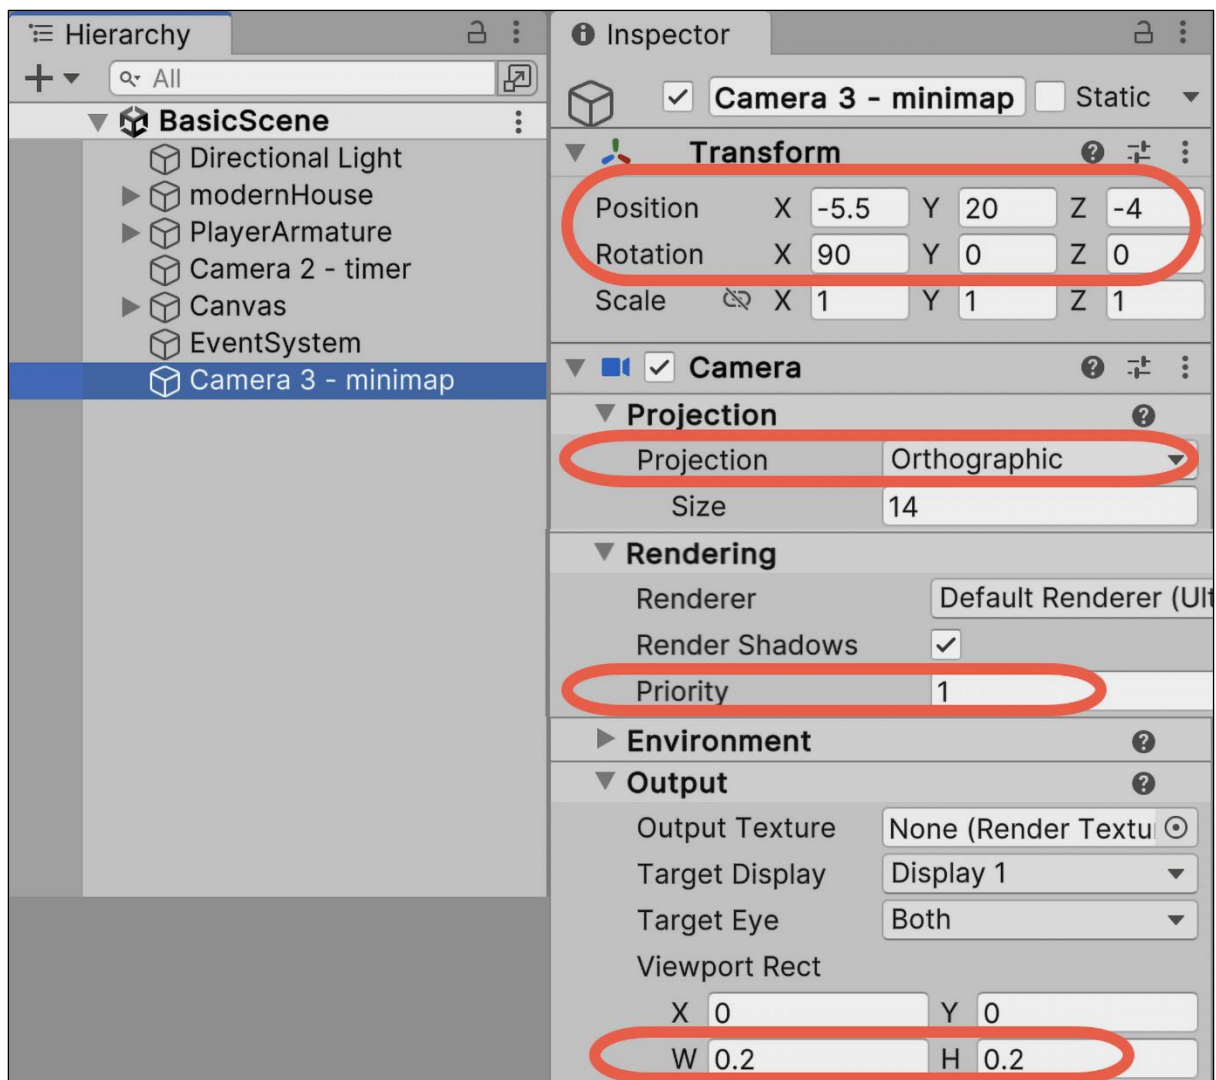 Hierarchy
All
BasicScene
Directional Light
modernHouse
PlayerArmature
Camera 2 - timer
Canvas
EventSystem
Camera 3 - minimap
Inspector
Camera 3 - minimap Static
Transform
Position X -5.5 Y 20 Z -4
Rotation X 90 Y 0 Z 0
Scale X 1 Y 1 Z 1
Camera
Projection
Projection Orthographic
Size 14
Rendering
Renderer Default Renderer (Ult
Render Shadows
Priority 1
Environment
Output
Output Texture None (Render Textu
Target Display Display 1
Target Eye Both
Viewport Rect
X 0 Y 0
W 0.2 H 0.2